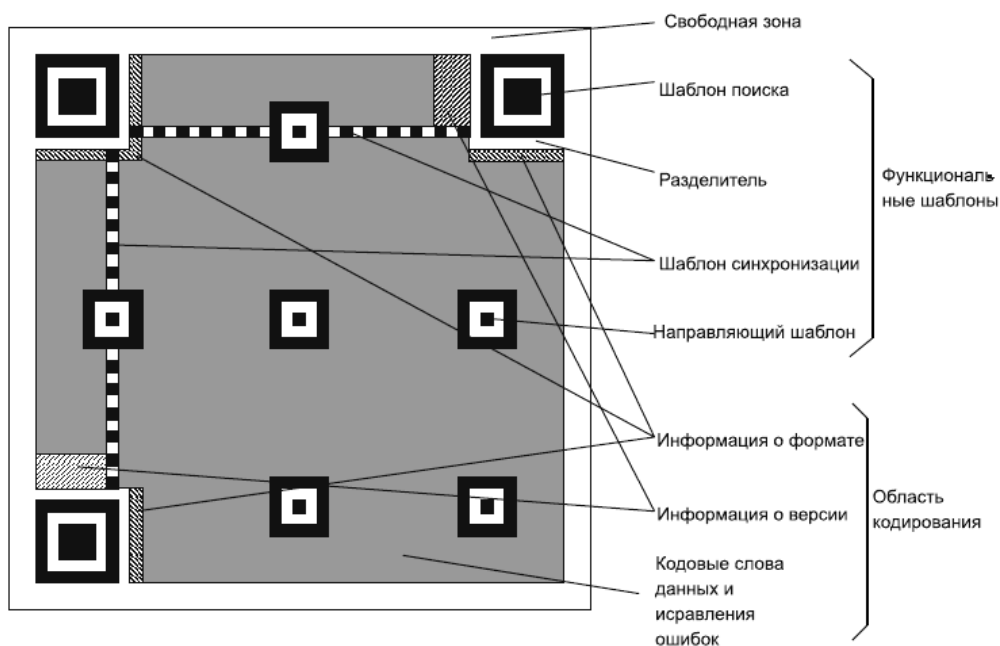 Свободная зона
Шаблон поиска
Разделитель
Шаблон синхронизации
Направляющий шаблон
Функциональ-
ные шаблоны
Информация о формате
Информация о версии
Кодовые слова
данных и
исравления
ошибок
Область
кодирования